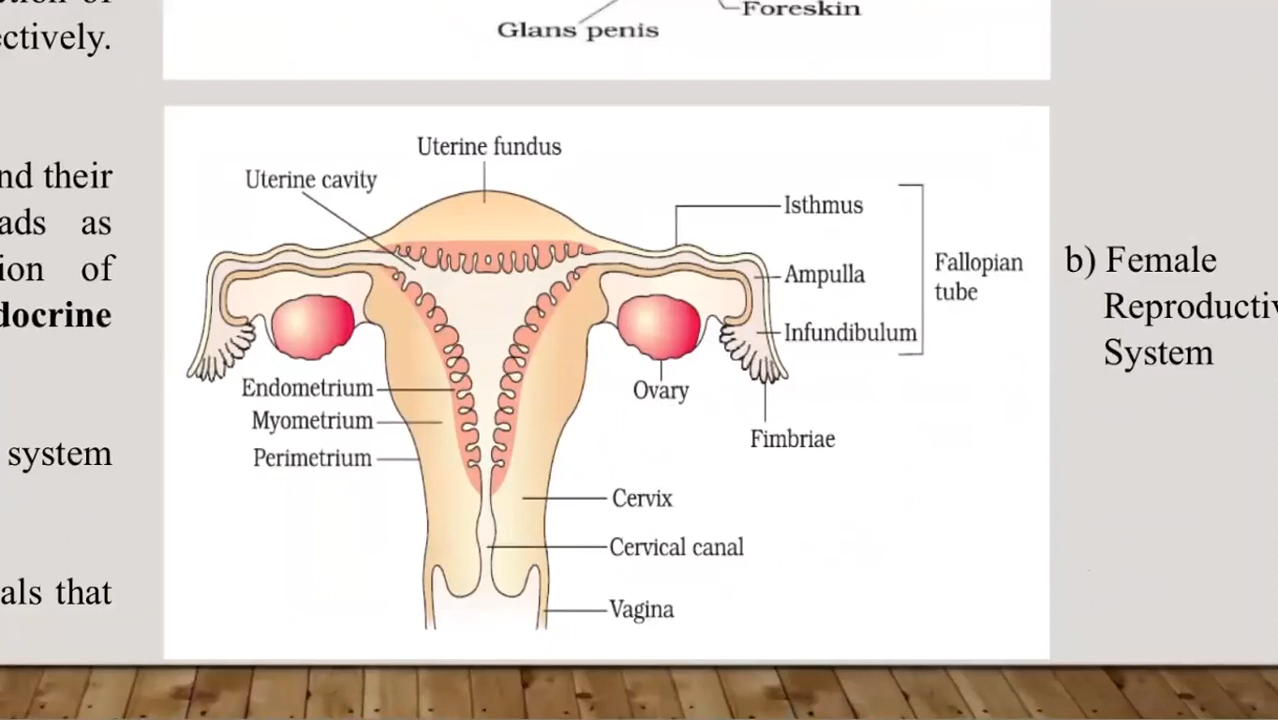 ectively.
Foreskin
Glans penis
nd their
ads as
ion of
docrine
system
als that
Uterine fundus
Uterine cavity
Isthmus
Ampulla
Infundibulum
Fallopian
tube
Ovary
Fimbriae
Endometrium
Myometrium
Perimetrium
Cervix
Cervical canal
Vagina
b) Female
Reproductiv
System